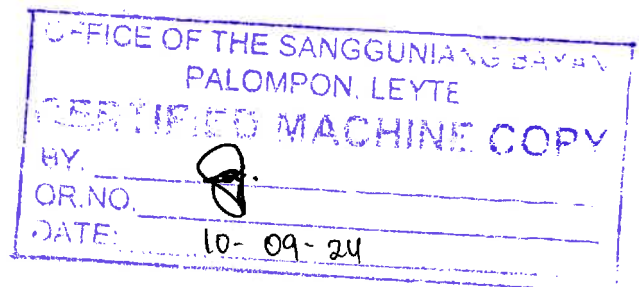 OFFICE OF THE SANGGUNIANG BAYAN
PALOMPON, LEYTE
CERTIFIED MACHINE COPY
BY.
OR.NO.
DATE: 10-09-24